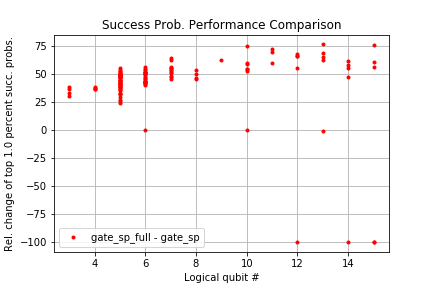 Success Prob. Performance Comparison
Rel. change of top 1.0 percent succ. probs.
75
50
25
0
−25
−50
−75
−100
gate_sp_full - gate_sp
4 6 8 10 12 14
Logical qubit #